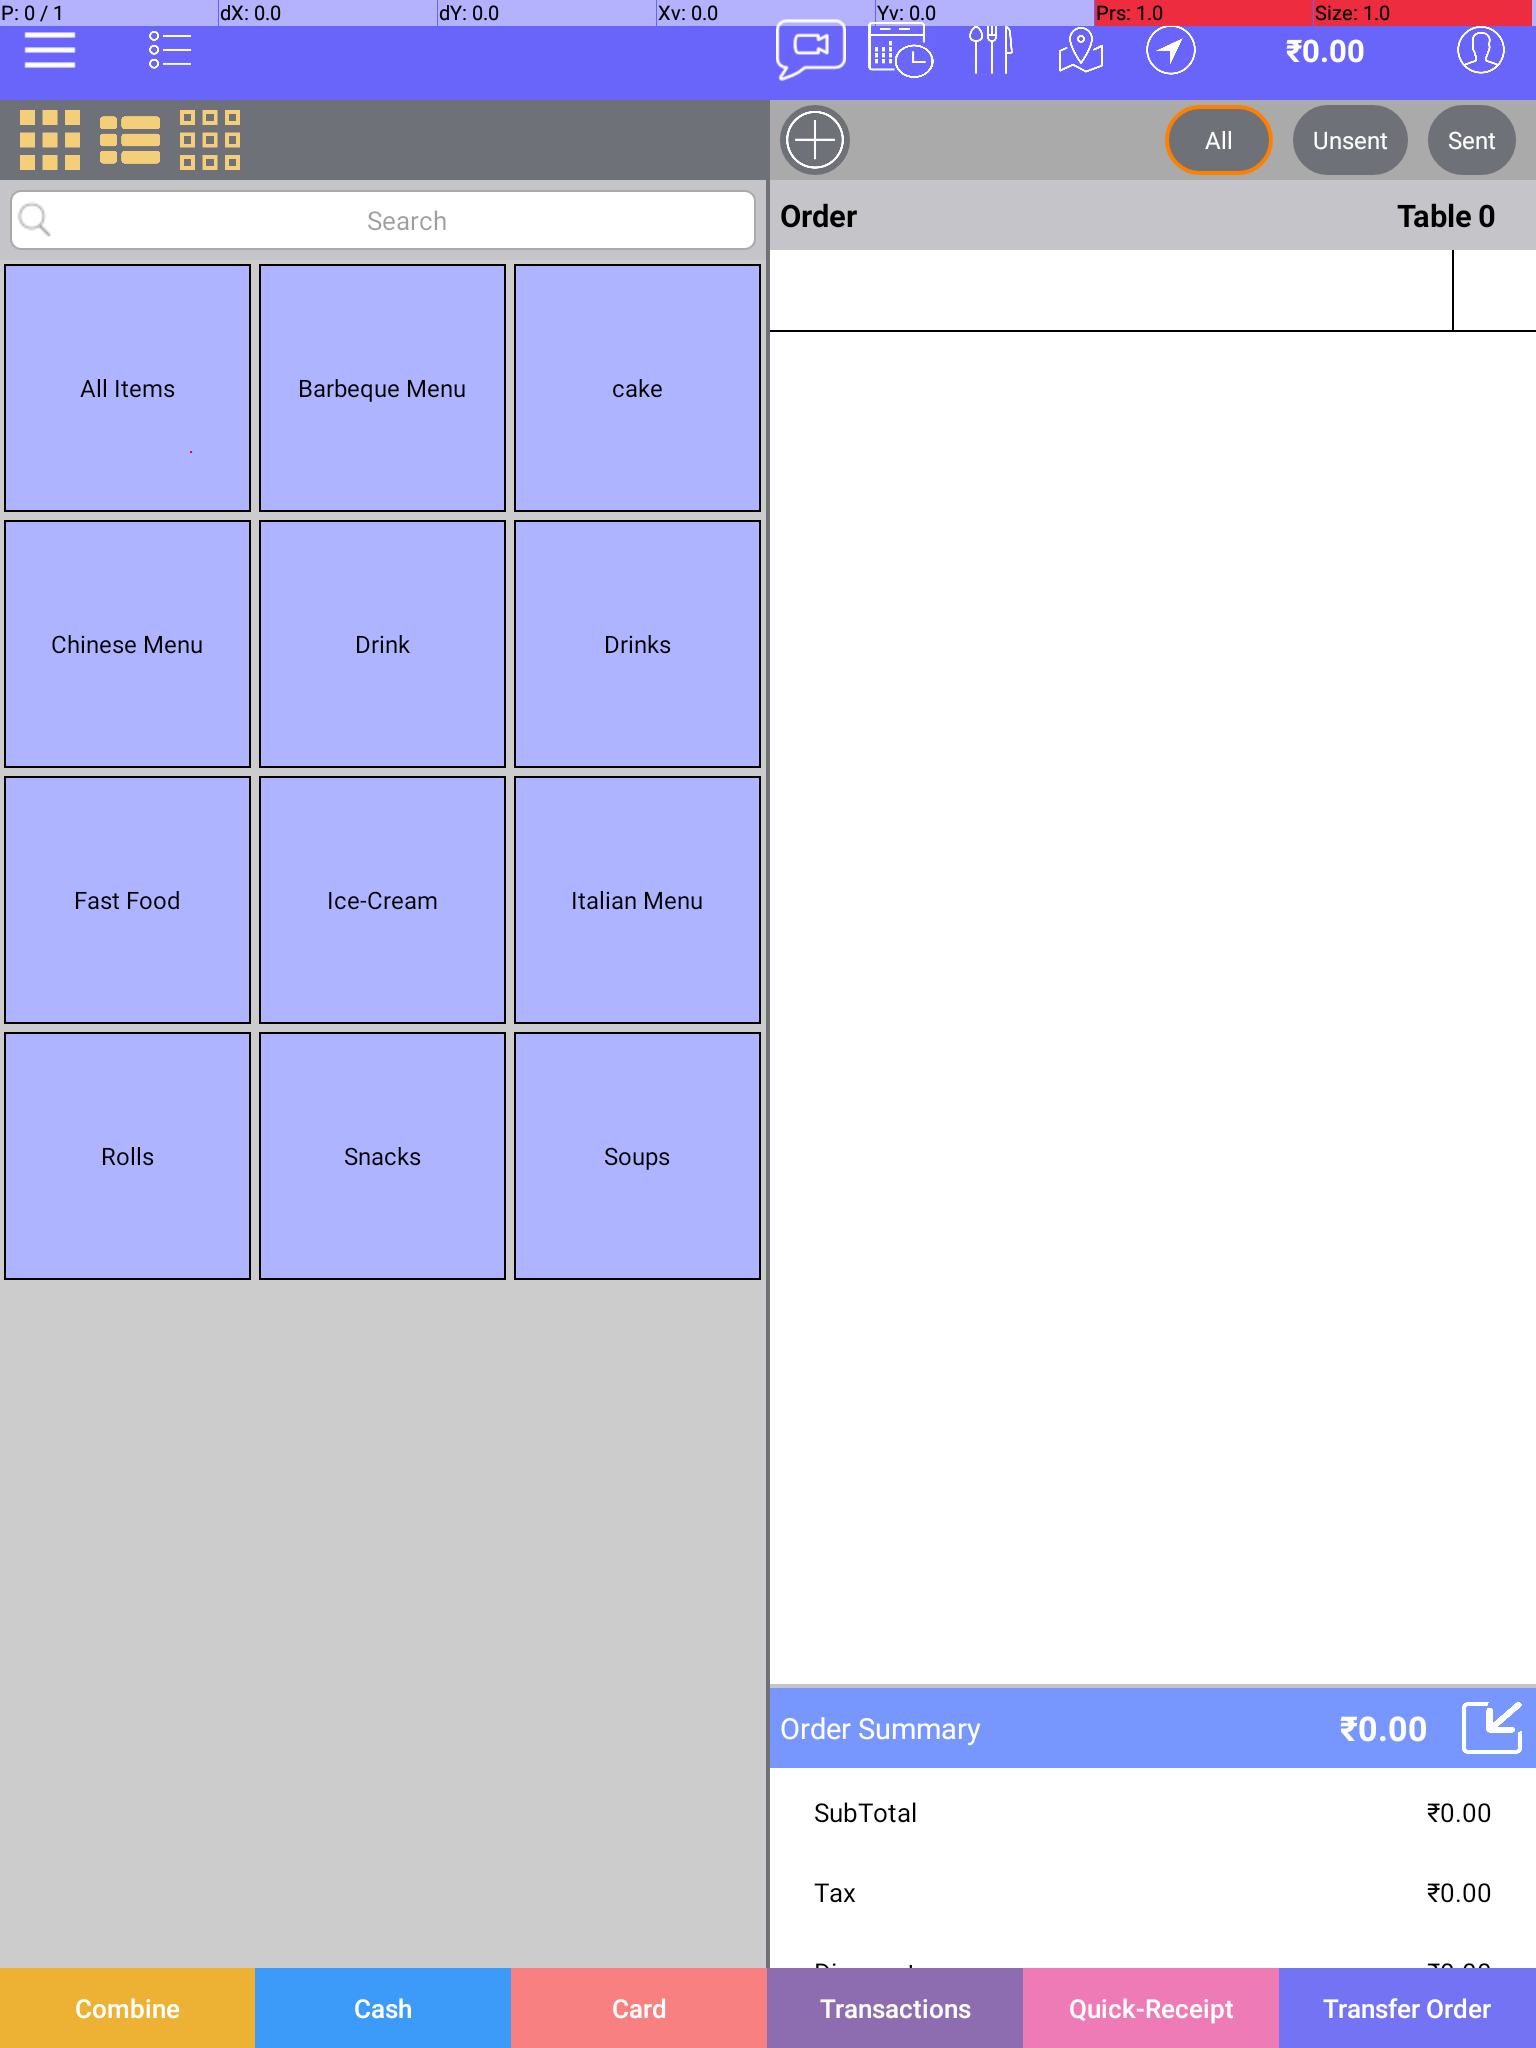 P: 0 / 1 dX: 0.0 dY: 0.0 Xv: 0.0 Yv: 0.0 Prs: 1.0 Size: 1.0
₹0.00
All Unsent Sent
Search
Order Table 0
All Items Barbeque Menu cake
Chinese Menu Drink Drinks
Fast Food Ice-Cream Italian Menu
Rolls Snacks Soups
Order Summary ₹0.00
SubTotal ₹0.00
Tax ₹0.00
Combine Cash Card Transactions Quick-Receipt Transfer Order